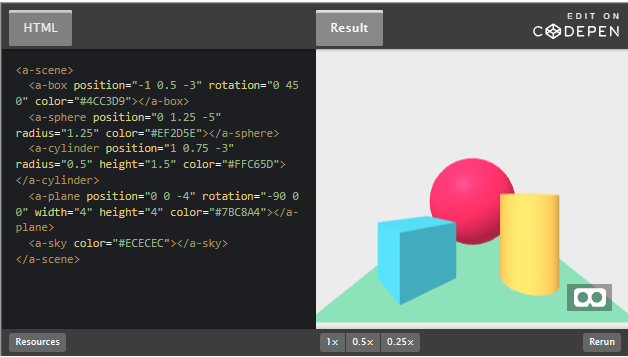 HTML
Result
EDIT ON
CODEPEN
<a-scene>
<a-box position="-1 0.5 -3" rotation="0 45
0" color="#4CC3D9"></a-box>
<a-sphere position="0 1.25 -5"
radius="1.25" color="#EF2D5E"></a-sphere>
<a-cylinder position="1 0.75 -3"
radius="0.5" height="1.5" color="#FFC65D">
</a-cylinder>
<a-plane position="0 0 -4" rotation="-90 0
0" width="4" height="4" color="#7BC8A4"></a-
plane>
<a-sky color="#ECECEC"></a-sky>
</a-scene>
Resources
1x 0.5x 0.25x
Rerun